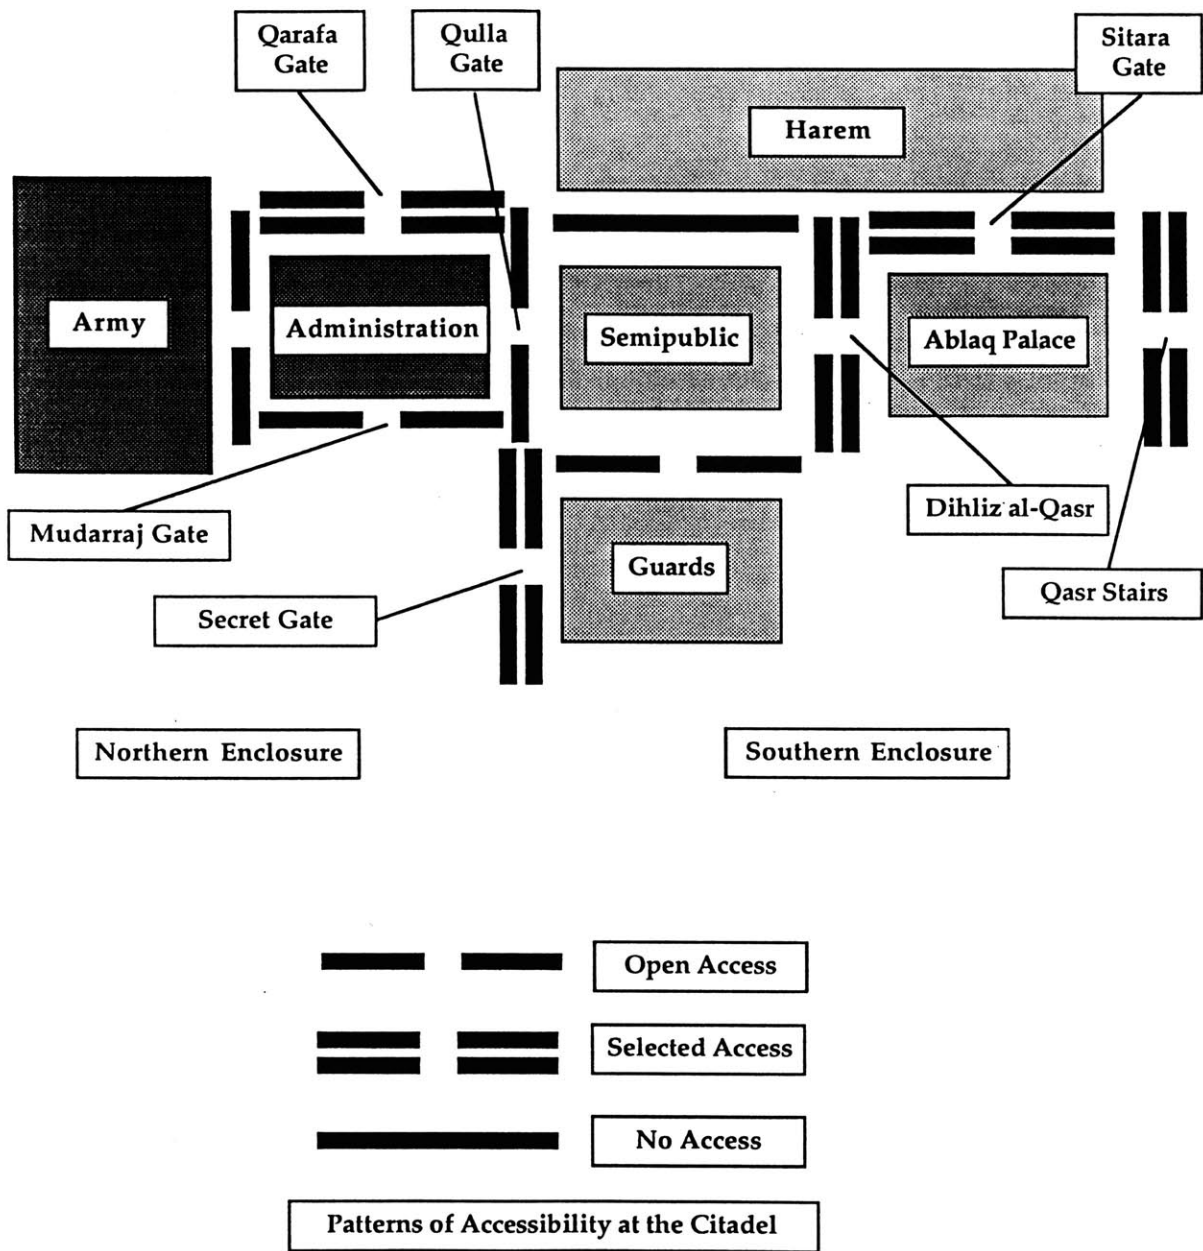 Qarafa
Gate
Qulla
Gate
Sitara
Gate
Harem
Army
Administration
Semipublic
Ablaq Palace
Mudarraj Gate
Dihliz al-Qasr
Guards
Qasr Stairs
Secret Gate
Northern Enclosure
Southern Enclosure
Open Access
Selected Access
No Access
Patterns of Accessibility at the Citadel